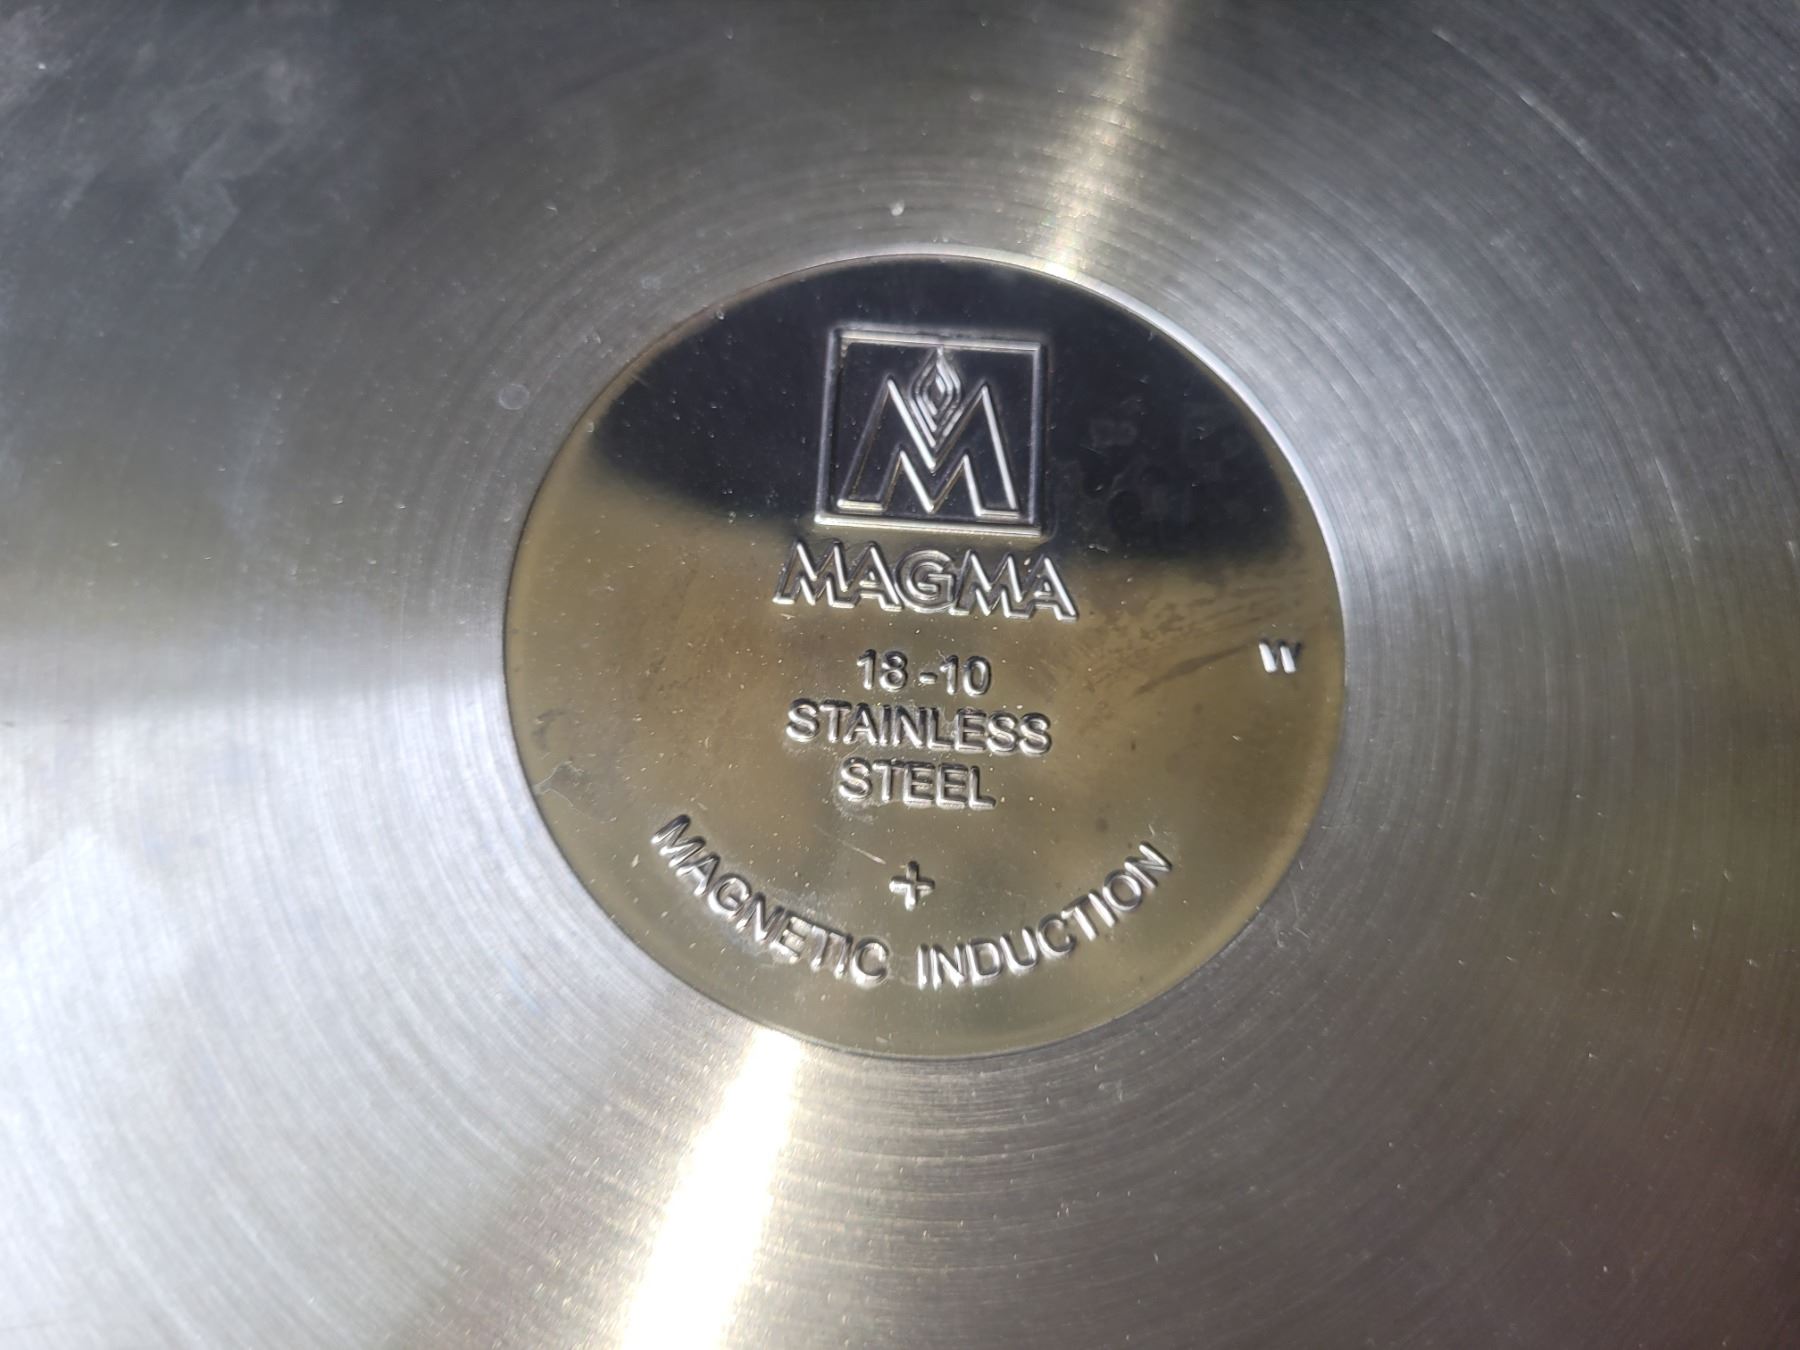 M
MAGMA
18-10
STAINLESS
STEEL
W
+
MAGNETIC INDUCTION